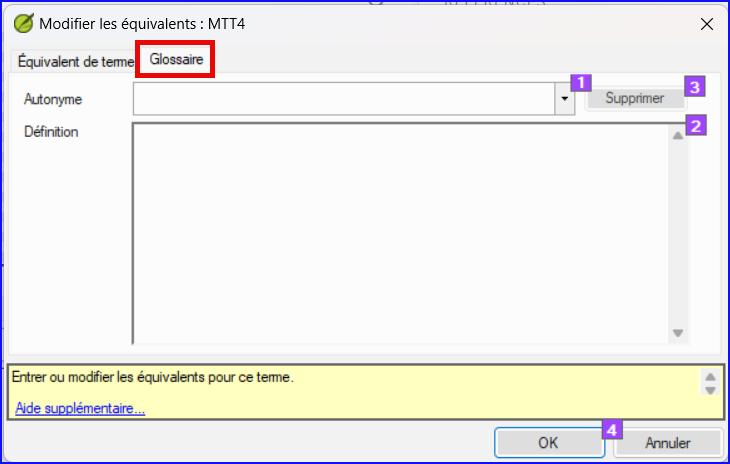 Modifier les équivalents : MTT4
Équivalent de terme Glossaire
Autonyme 1 Supprimer 3
Définition 2
Entrer ou modifier les équivalents pour ce terme.
Aide supplémentaire...
OK 4 Annuler